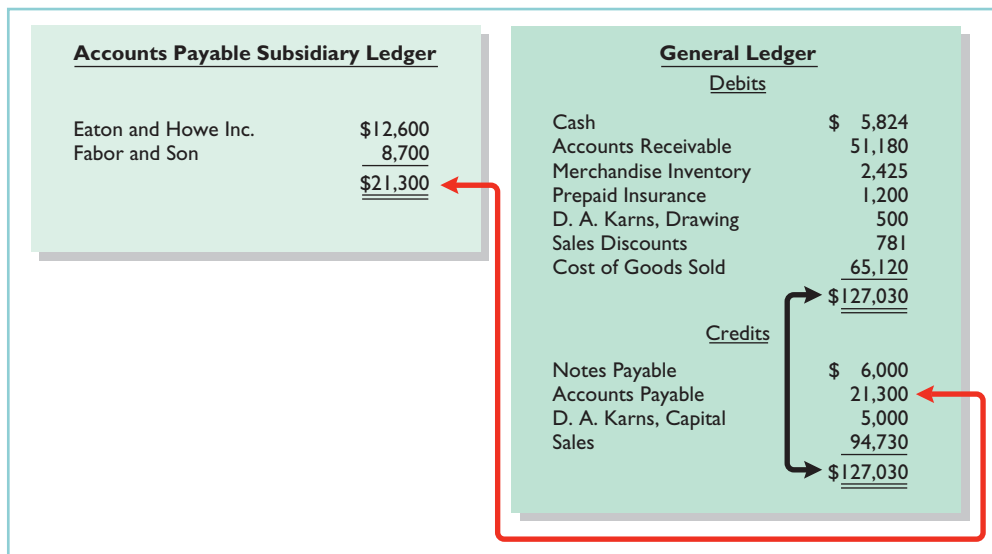 Accounts Payable Subsidiary Ledger
Eaton and Howe Inc. $12,600
Fabor and Son 8,700
$21,300
General Ledger
Debits
Cash $ 5,824
Accounts Receivable 51,180
Merchandise Inventory 2,425
Prepaid Insurance 1,200
D. A. Karns, Drawing 500
Sales Discounts 781
Cost of Goods Sold 65,120
$127,030
Credits
Notes Payable $ 6,000
Accounts Payable 21,300
D. A. Karns, Capital 5,000
Sales 94,730
$127,030